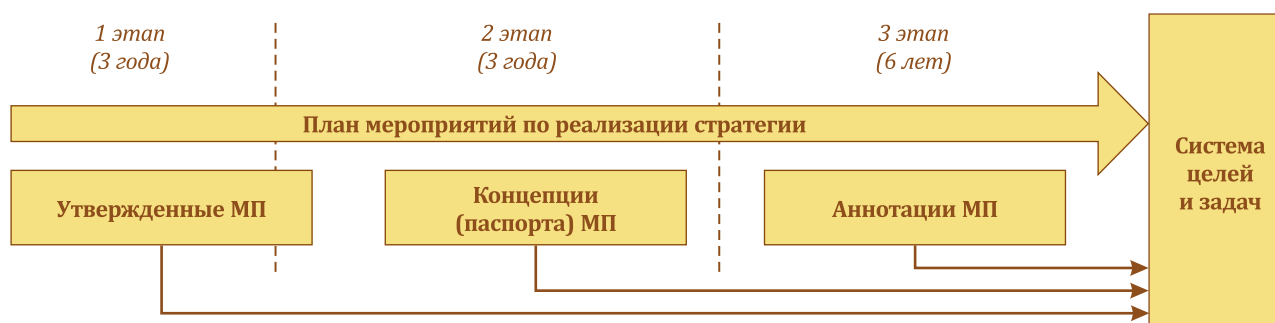 1 этап
(3 года)
2 этап
(3 года)
3 этап
(6 лет)
План мероприятий по реализации стратегии
Утвержденные МП
Концепции
(паспорта) МП
Аннотации МП
Система
целей
и задач